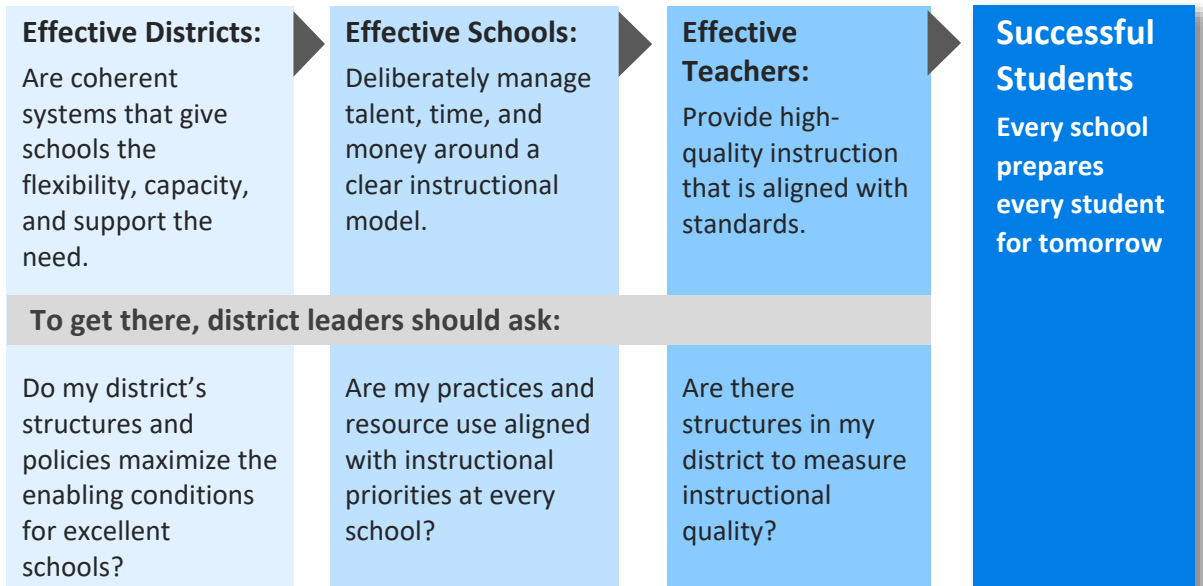 Effective Districts:
Are coherent
systems that give
schools the
flexibility, capacity,
and support the
need.
Effective Schools:
Deliberately manage
talent, time, and
money around a
clear instructional
model.
Effective
Teachers:
Provide high-
quality instruction
that is aligned with
standards.
Successful
Students
Every school
prepares
every student
for tomorrow
To get there, district leaders should ask:
Do my district’s
structures and
policies maximize the
enabling conditions
for excellent
schools?
Are my practices and
resource use aligned
with instructional
priorities at every
school?
Are there
structures in my
district to measure
instructional
quality?